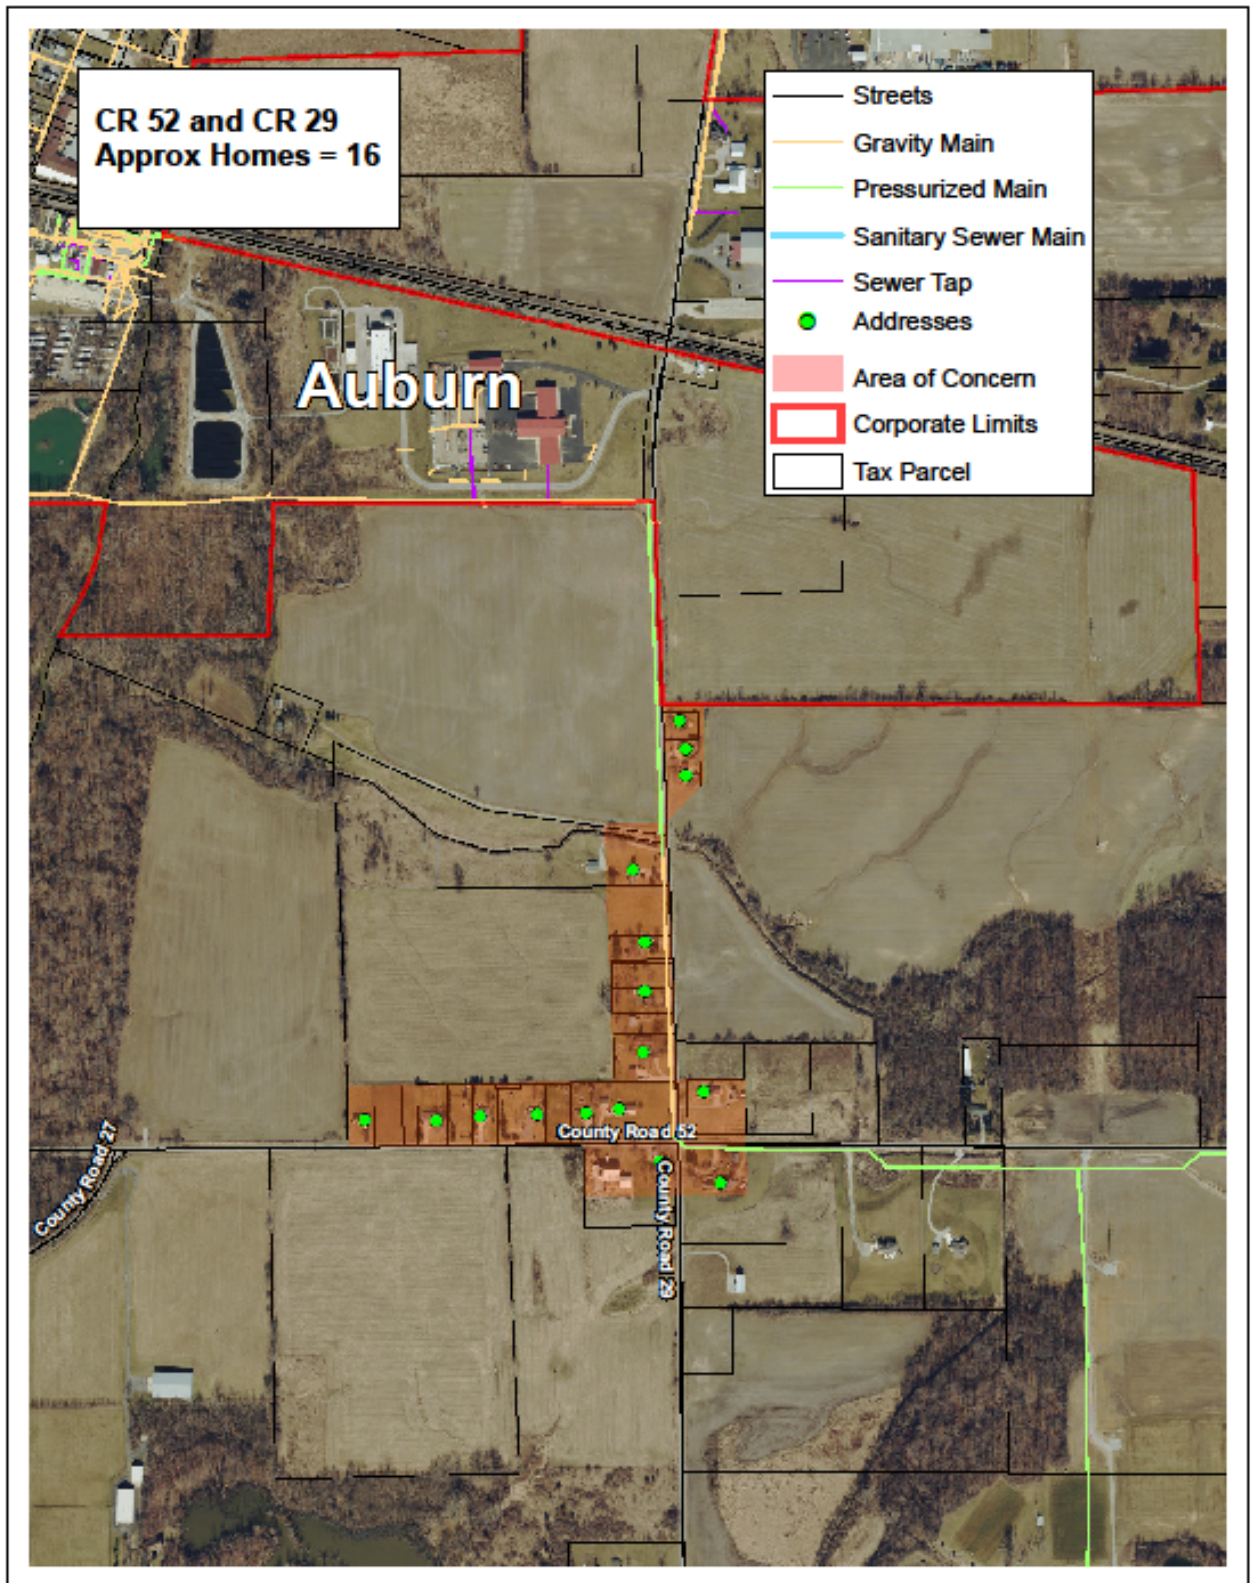 CR 52 and CR 29
Approx Homes = 16
Streets
Gravity Main
Pressurized Main
Sanitary Sewer Main
Sewer Tap
Addresses
Area of Concern
Corporate Limits
Tax Parcel
Auburn
County Road 52
County Road 27
County Road 29